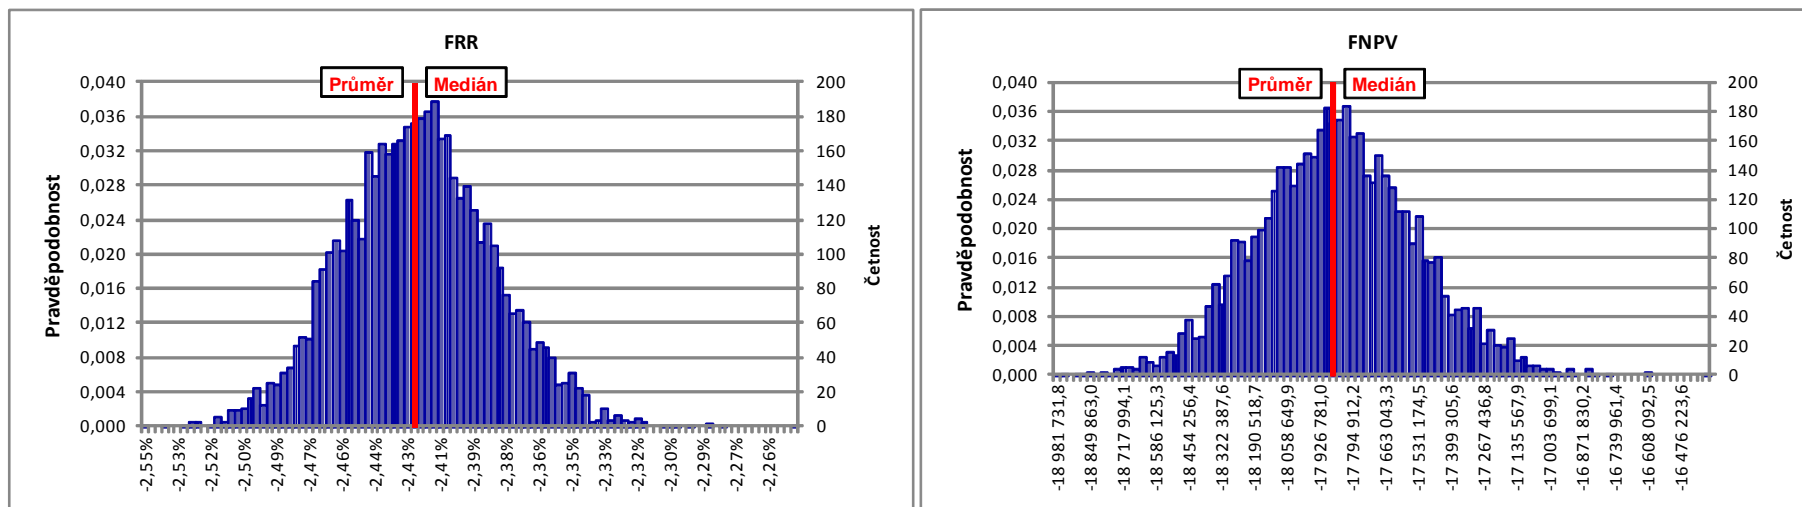 FRR
Průměr Medián
Pravděpodobnost
0,040
0,036
0,032
0,028
0,024
0,020
0,016
0,012
0,008
0,004
0,000
200
180
160
140
120
100
80
60
40
20
0
Četnost
-2,55%
-2,53%
-2,52%
-2,50%
-2,49%
-2,47%
-2,46%
-2,44%
-2,43%
-2,41%
-2,39%
-2,38%
-2,36%
-2,35%
-2,33%
-2,32%
-2,30%
-2,29%
-2,27%
-2,26%
FNPV
Průměr Medián
Pravděpodobnost
0,040
0,036
0,032
0,028
0,024
0,020
0,016
0,012
0,008
0,004
0,000
200
180
160
140
120
100
80
60
40
20
0
Četnost
-18 981 731,8
-18 849 863,0
-18 717 994,1
-18 586 125,3
-18 454 256,4
-18 322 387,6
-18 190 518,7
-18 058 649,9
-17 926 781,0
-17 794 912,2
-17 663 043,3
-17 531 174,5
-17 399 305,6
-17 267 436,8
-17 135 567,9
-17 003 699,1
-16 871 830,2
-16 739 961,4
-16 608 092,5
-16 476 223,6